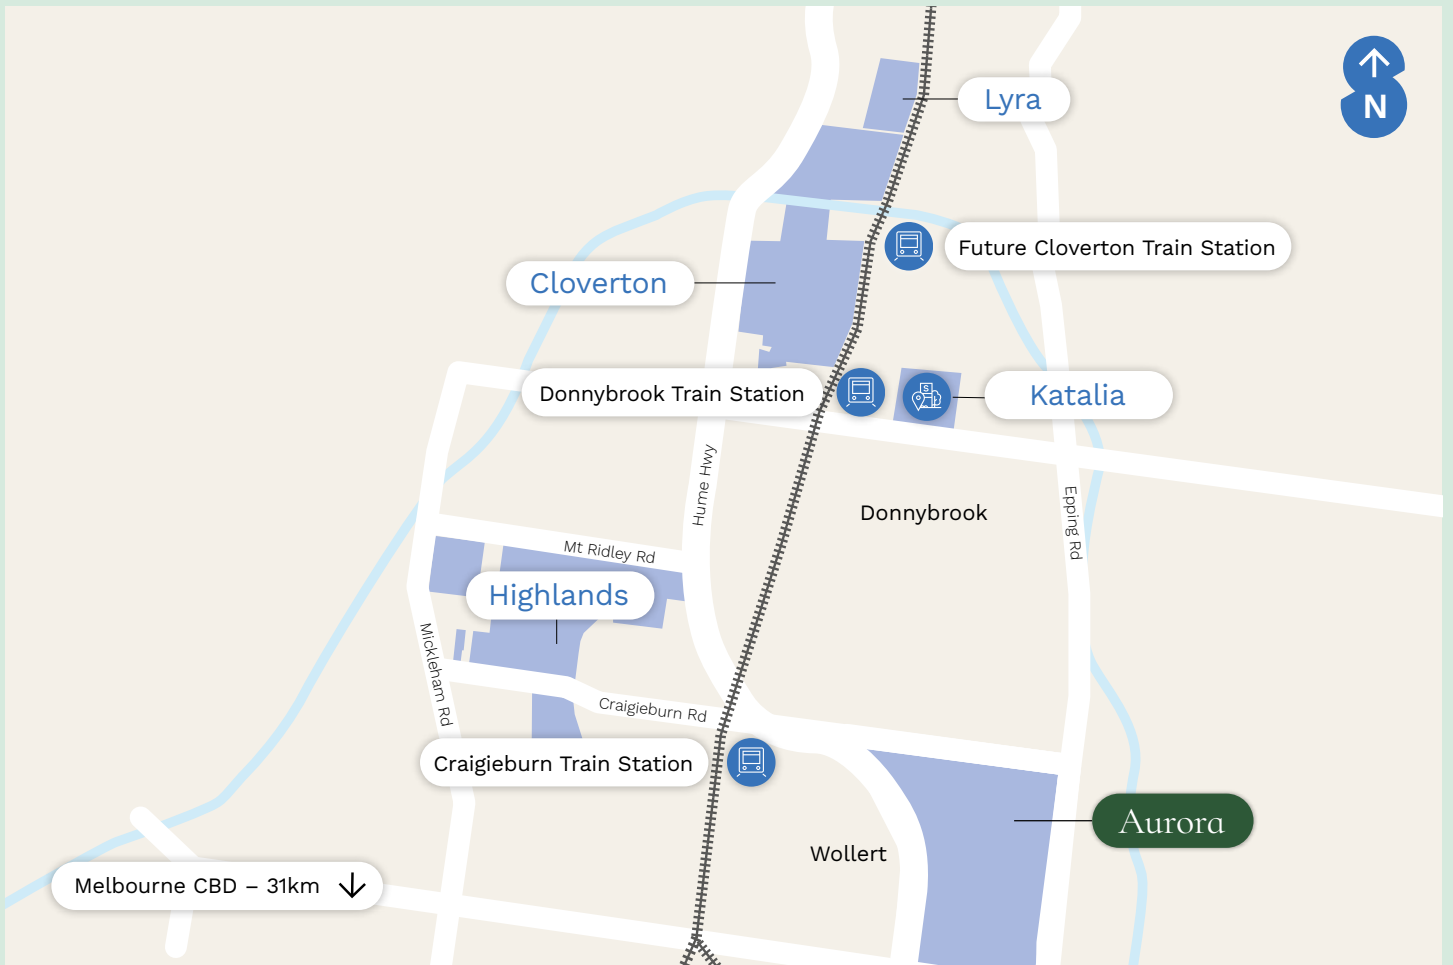 Lyra
N
Future Cloverton Train Station
Cloverton
Donnybrook Train Station
S
Katalia
Hume Hwy
Epping Rd
Donnybrook
Mt Ridley Rd
Highlands
Mickleham Rd
Craigieburn Rd
Craigieburn Train Station
Aurora
Wollert
Melbourne CBD – 31km